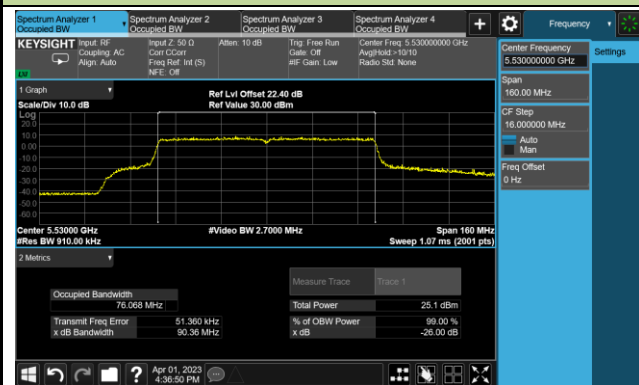 Spectrum Analyzer 1
Occupied BW
Spectrum Analyzer 2
Occupied BW
Spectrum Analyzer 3
Occupied BW
Spectrum Analyzer 4
Occupied BW
+
Frequency
KEYSIGHT
Input: RF
Coupling: AC
Align: Auto
Input Z: 50 Ω
Corr CCorr
Freq Ref: Int (S)
NFE: Off
Atten: 10 dB
Trig: Free Run
Gate: Off
#IF Gain: Low
Center Freq: 5.530000000 GHz
Avg|Hold:>10/10
Radio Std: None
Center Frequency
5.530000000 GHz
Settings
Span
160.00 MHz
CF Step
16.000000 MHz
Auto
Man
Freq Offset
0 Hz
1 Graph
Scale/Div 10.0 dB
Ref Lvl Offset 22.40 dB
Ref Value 30.00 dBm
Log
20.0
10.0
0.00
-10.0
-20.0
-30.0
-40.0
-50.0
-60.0
Center 5.53000 GHz
#Res BW 910.00 kHz
#Video BW 2.7000 MHz
Span 160 MHz
Sweep 1.07 ms (2001 pts)
2 Metrics
Measure Trace
Trace 1
Occupied Bandwidth
76.068 MHz
Total Power
25.1 dBm
Transmit Freq Error
51.360 kHz
% of OBW Power
99.00 %
x dB Bandwidth
90.36 MHz
x dB
-26.00 dB
?
Apr 01, 2023
4:36:50 PM